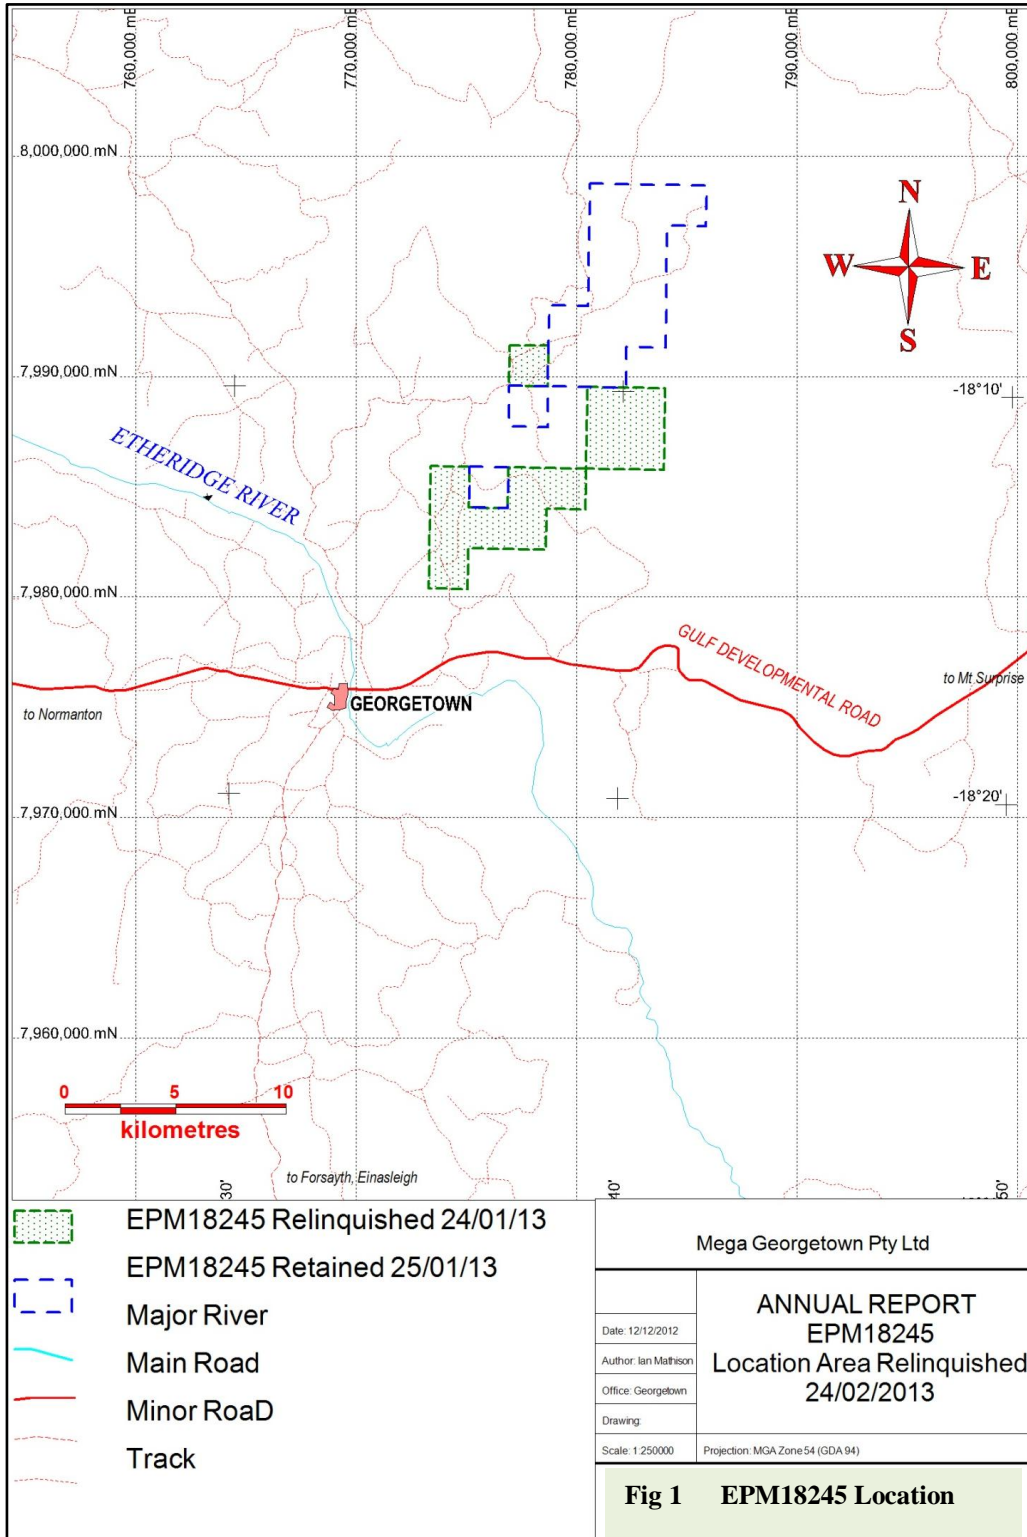 760,000 mE
770,000 mE
780,000 mE
790,000 mE
800,000 mE
8,000,000 mN
N
W
E
S
7,990,000 mN
-18°10'
ETHERIDGE RIVER
7,980,000 mN
GULF DEVELOPMENTAL ROAD
to Mt Surprise
to Normanton
GEORGETOWN
-18°20'
7,970,000 mN
7,960,000 mN
0 5 10
kilometres
to Forsayth, Einasleigh
30'
40'
50'
EPM18245 Relinquished 24/01/13
EPM18245 Retained 25/01/13
Major River
Main Road
Minor RoaD
Track
Mega Georgetown Pty Ltd
ANNUAL REPORT
EPM18245
Location Area Relinquished
24/02/2013
Date: 12/12/2012
Author: Ian Mathison
Office: Georgetown
Drawing:
Scale: 1:250000
Projection: MGA Zone 54 (GDA 94)
Fig 1 EPM18245 Location